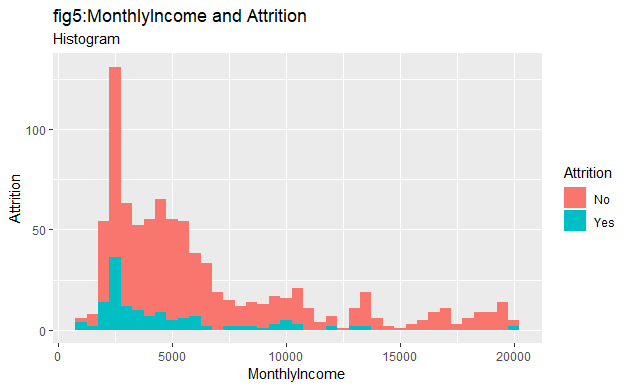 fig5:MonthlyIncome and Attrition
Histogram
Attrition
100
50
0
0 5000 10000 15000 20000
MonthlyIncome
Attrition
No
Yes